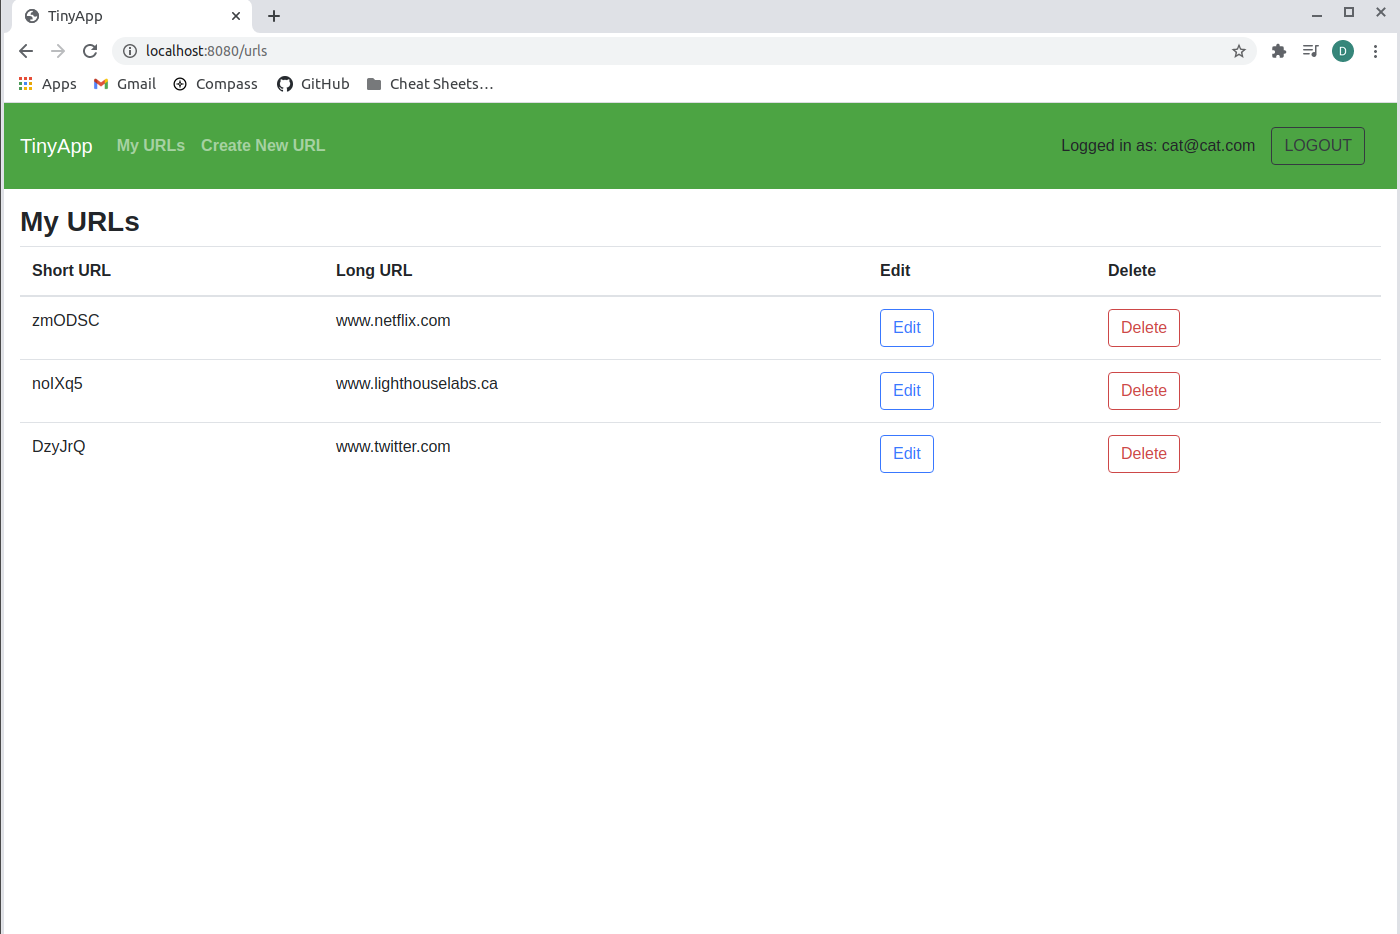 TinyApp
localhost:8080/urls
D
Apps Gmail Compass GitHub Cheat Sheets…
TinyApp My URLs Create New URL Logged in as: cat@cat.com LOGOUT
My URLs
Short URL Long URL Edit Delete
zmODSC www.netflix.com Edit Delete
noIXq5 www.lighthouselabs.ca Edit Delete
DzyJrQ www.twitter.com Edit Delete